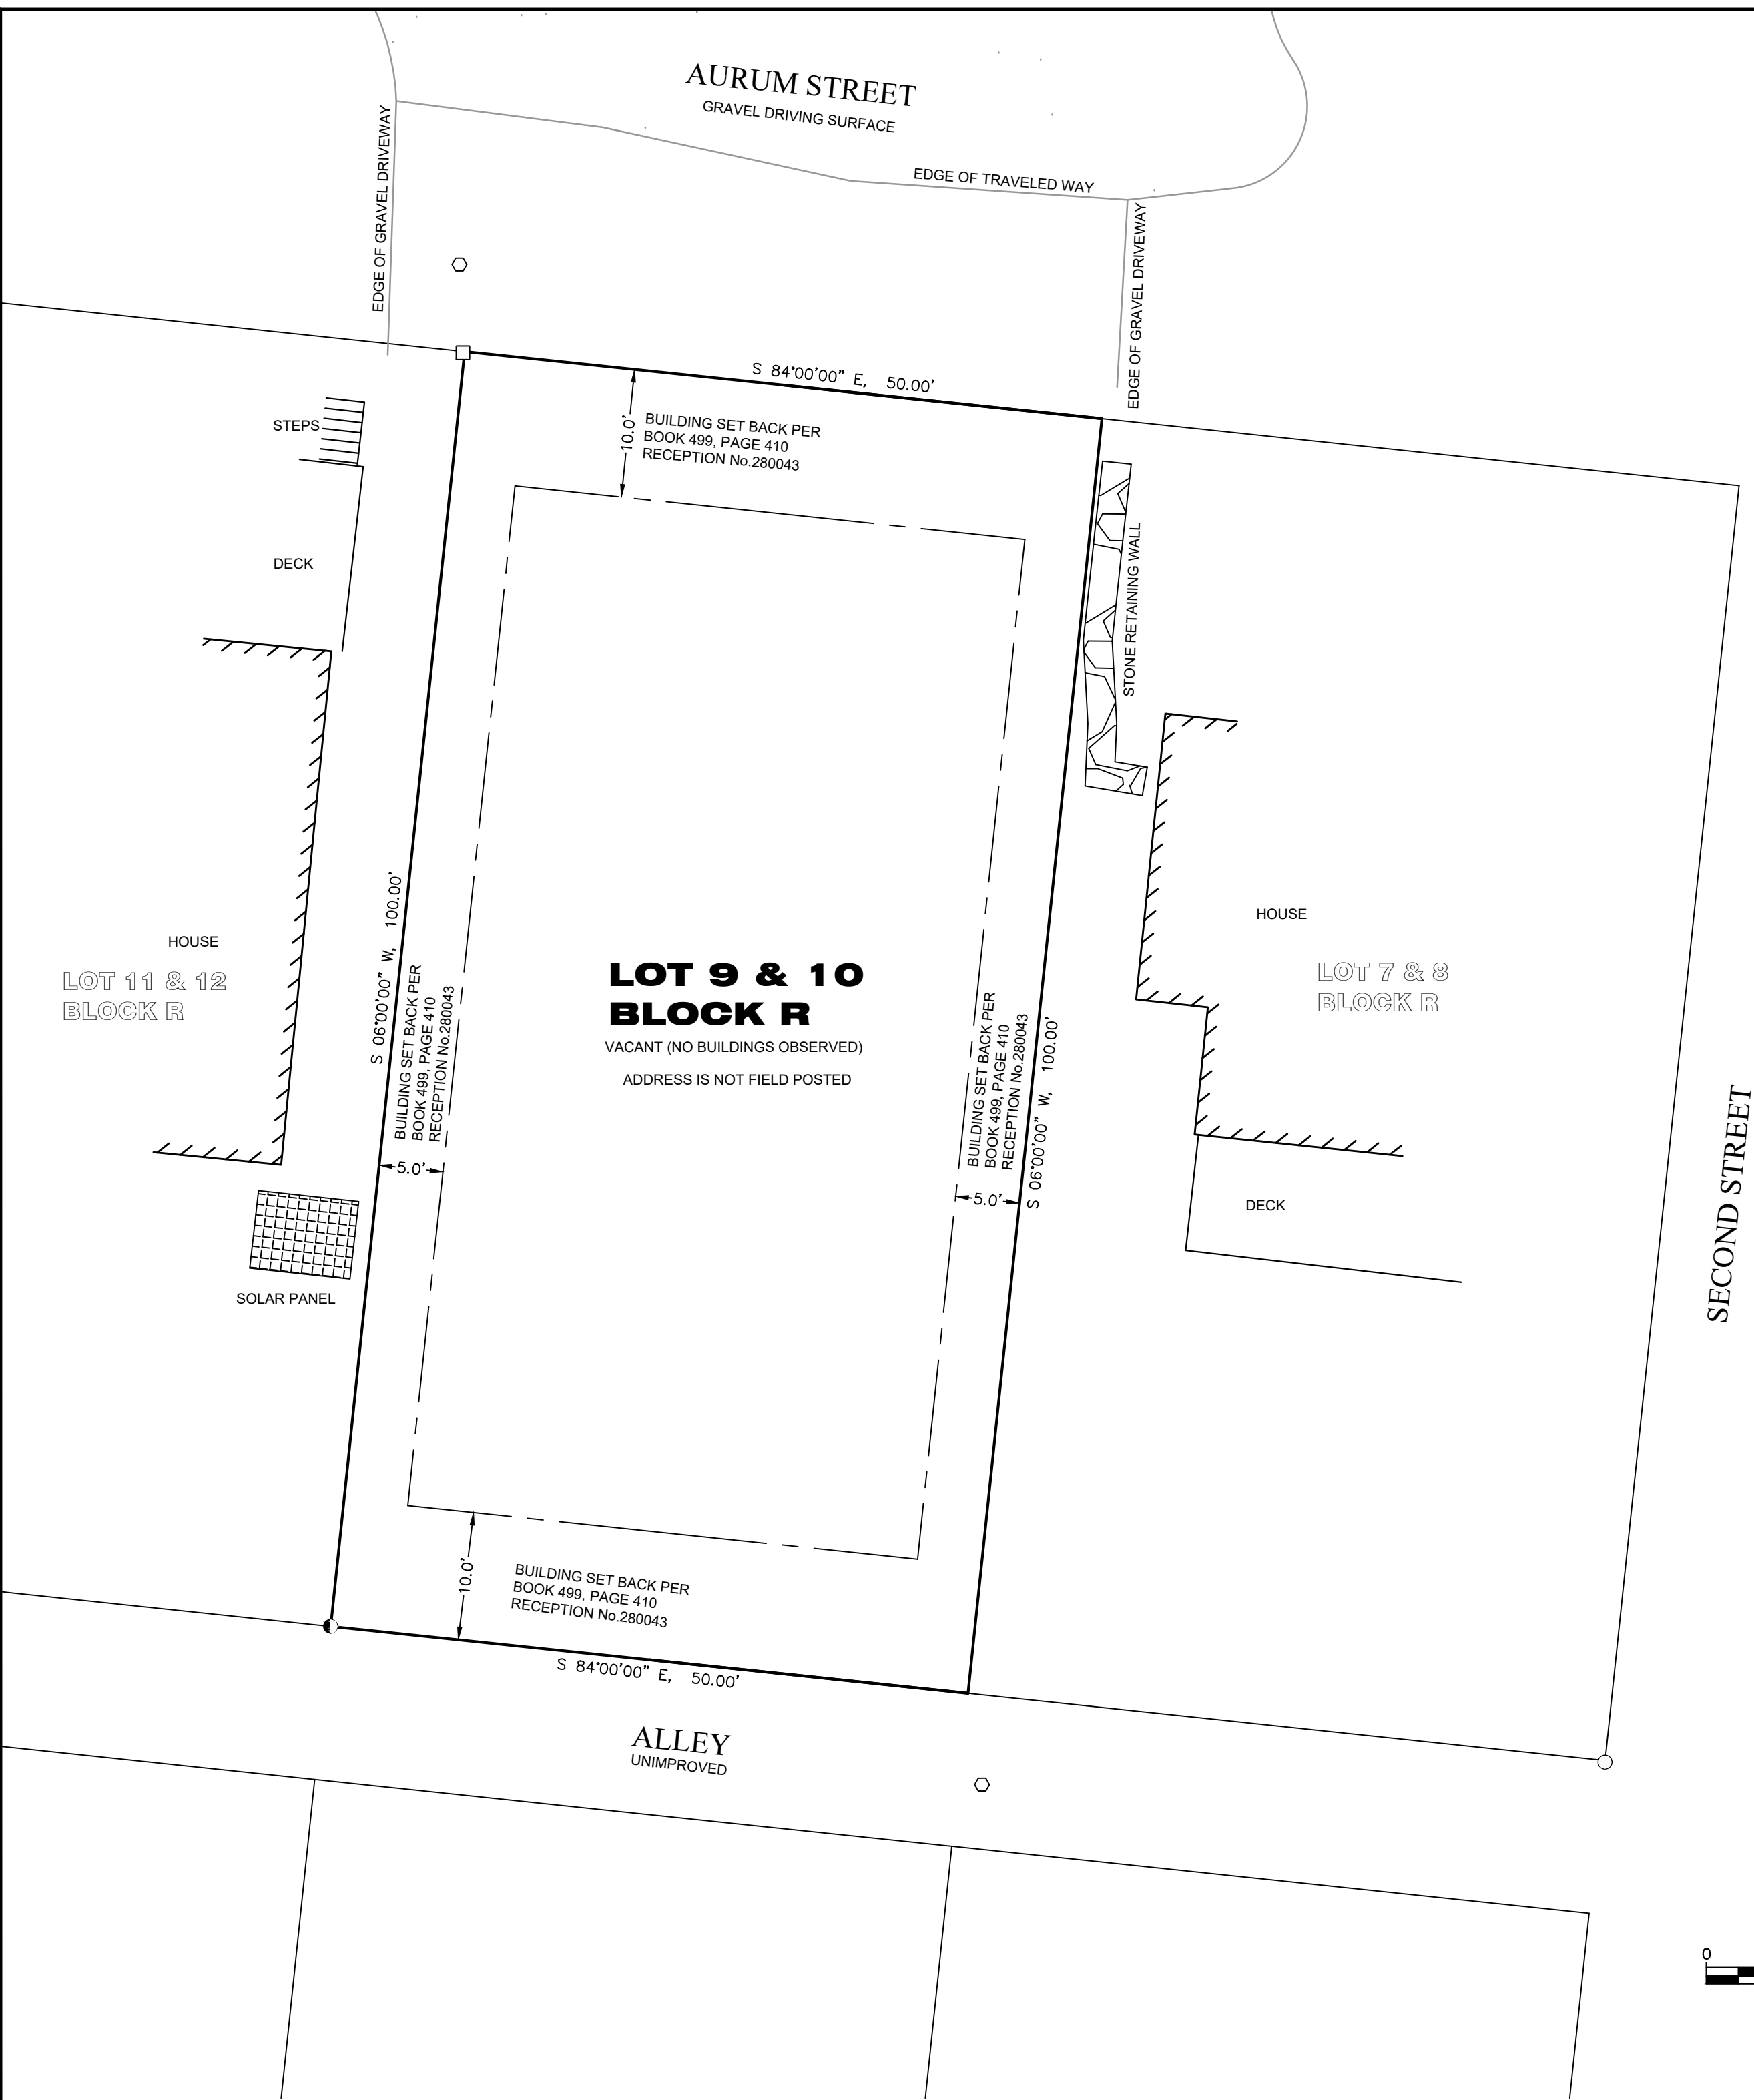 AURUM STREET
GRAVEL DRIVING SURFACE
EDGE OF TRAVELED WAY
EDGE OF GRAVEL DRIVEWAY
EDGE OF GRAVEL DRIVEWAY
S 84°00'00" E, 50.00'
10.0'
BUILDING SET BACK PER
BOOK 499, PAGE 410
RECEPTION No.280043
STEPS
DECK
STONE RETAINING WALL
HOUSE
LOT 11 & 12
BLOCK R
S 06°00'00" W, 100.00'
BUILDING SET BACK PER
BOOK 499, PAGE 410
RECEPTION No.280043
5.0'
LOT 9 & 10
BLOCK R
VACANT (NO BUILDINGS OBSERVED)
ADDRESS IS NOT FIELD POSTED
BUILDING SET BACK PER
BOOK 499, PAGE 410
RECEPTION No.280043
5.0'
S 06°00'00" W, 100.00'
HOUSE
LOT 7 & 8
BLOCK R
DECK
SECOND STREET
SOLAR PANEL
10.0'
BUILDING SET BACK PER
BOOK 499, PAGE 410
RECEPTION No.280043
S 84°00'00" E, 50.00'
ALLEY
UNIMPROVED
0